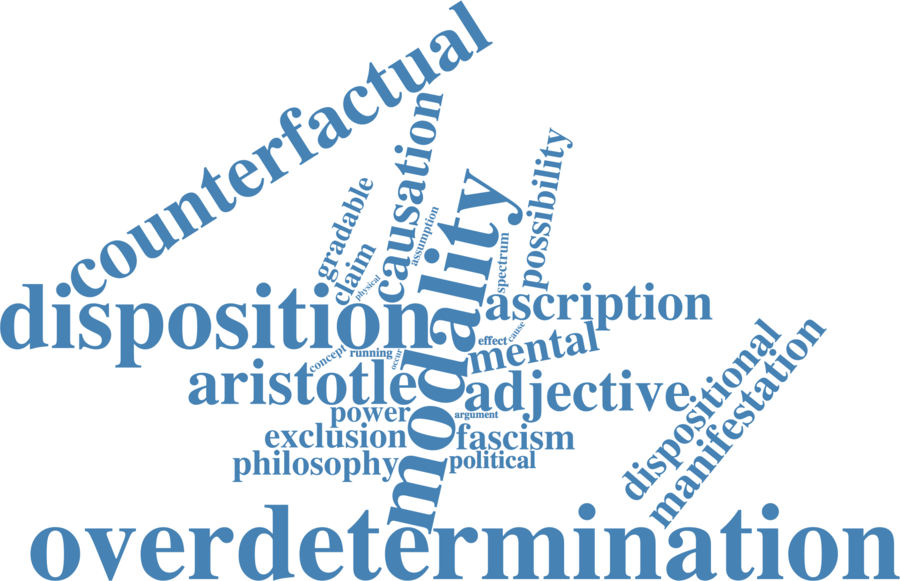 counterfactual
causation
possibility
gradable
assumption
modality
claim
spectrum
physical
disposition
ascription
cause
effect
mental
concept
running
occur
aristotle
adjective
dispositional
manifestation
power
argument
exclusion
fascism
philosophy
political
overdetermination